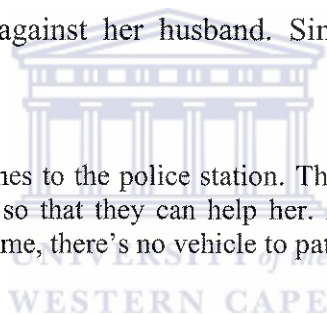 against her husband. Sin
nes to the police station. Th
so that they can help her.
me, there's no vehicle to pat
UNIVERSITY of the
WESTERN CAPE